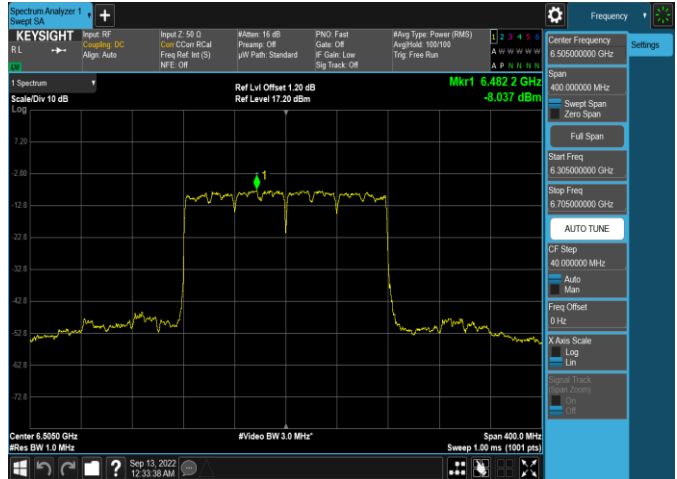 Spectrum Analyzer 1
Swept SA
Frequency
KEYSIGHT
RL
Input: RF
Coupling: DC
Align: Auto
Input Z: 50 Ω
Corr CCorr RCal
Freq Ref: Int (S)
NFE: Off
#Atten: 16 dB
Preamp: Off
µW Path: Standard
PNO: Fast
Gate: Off
IF Gain: Low
Sig Track: Off
#Avg Type: Power (RMS)
Avg|Hold: 100/100
Trig: Free Run
1 2 3 4 5 6
A W W W W W
A P N N N N
1 Spectrum
Scale/Div 10 dB
Log
Ref Lvl Offset 1.20 dB
Ref Level 17.20 dBm
Mkr1 6.482 2 GHz
-8.037 dBm
7.20
-2.80
-12.8
-22.8
-32.8
-42.8
-52.8
-62.8
-72.8
1
Center 6.5050 GHz
#Res BW 1.0 MHz
#Video BW 3.0 MHz*
Span 400.0 MHz
Sweep 1.00 ms (1001 pts)
Sep 13, 2022
12:33:38 AM
Center Frequency
6.505000000 GHz
Settings
Span
400.000000 MHz
Swept Span
Zero Span
Full Span
Start Freq
6.305000000 GHz
Stop Freq
6.705000000 GHz
AUTO TUNE
CF Step
40.000000 MHz
Auto
Man
Freq Offset
0 Hz
X Axis Scale
Log
Lin
Signal Track
(Span Zoom)
On
Off